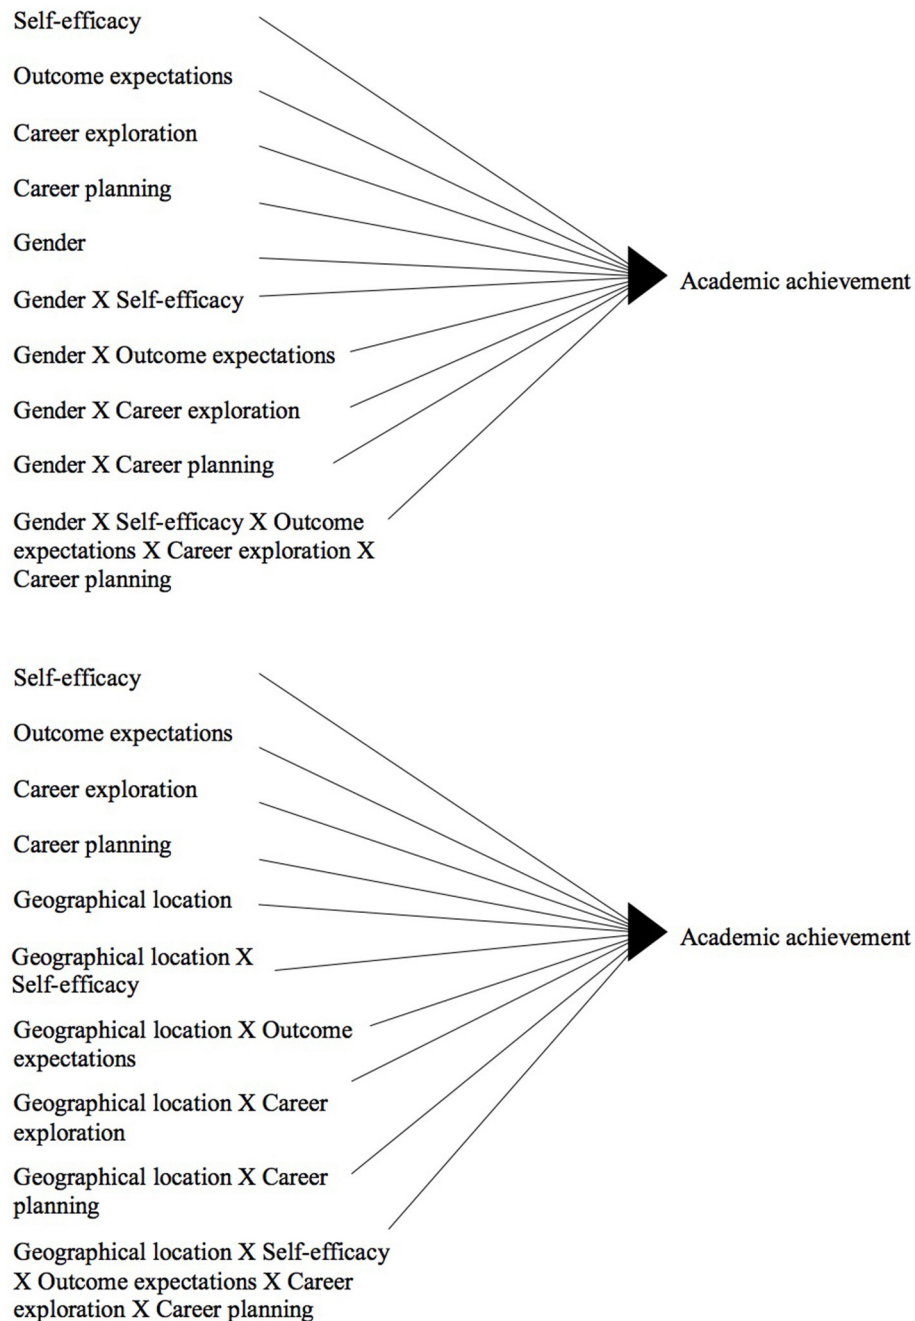 Self-efficacy
Outcome expectations
Career exploration
Career planning
Gender
Gender X Self-efficacy
Gender X Outcome expectations
Gender X Career exploration
Gender X Career planning
Gender X Self-efficacy X Outcome
expectations X Career exploration X
Career planning
Academic achievement
Self-efficacy
Outcome expectations
Career exploration
Career planning
Geographical location
Geographical location X
Self-efficacy
Geographical location X Outcome
expectations
Geographical location X Career
exploration
Geographical location X Career
planning
Geographical location X Self-efficacy
X Outcome expectations X Career
exploration X Career planning
Academic achievement